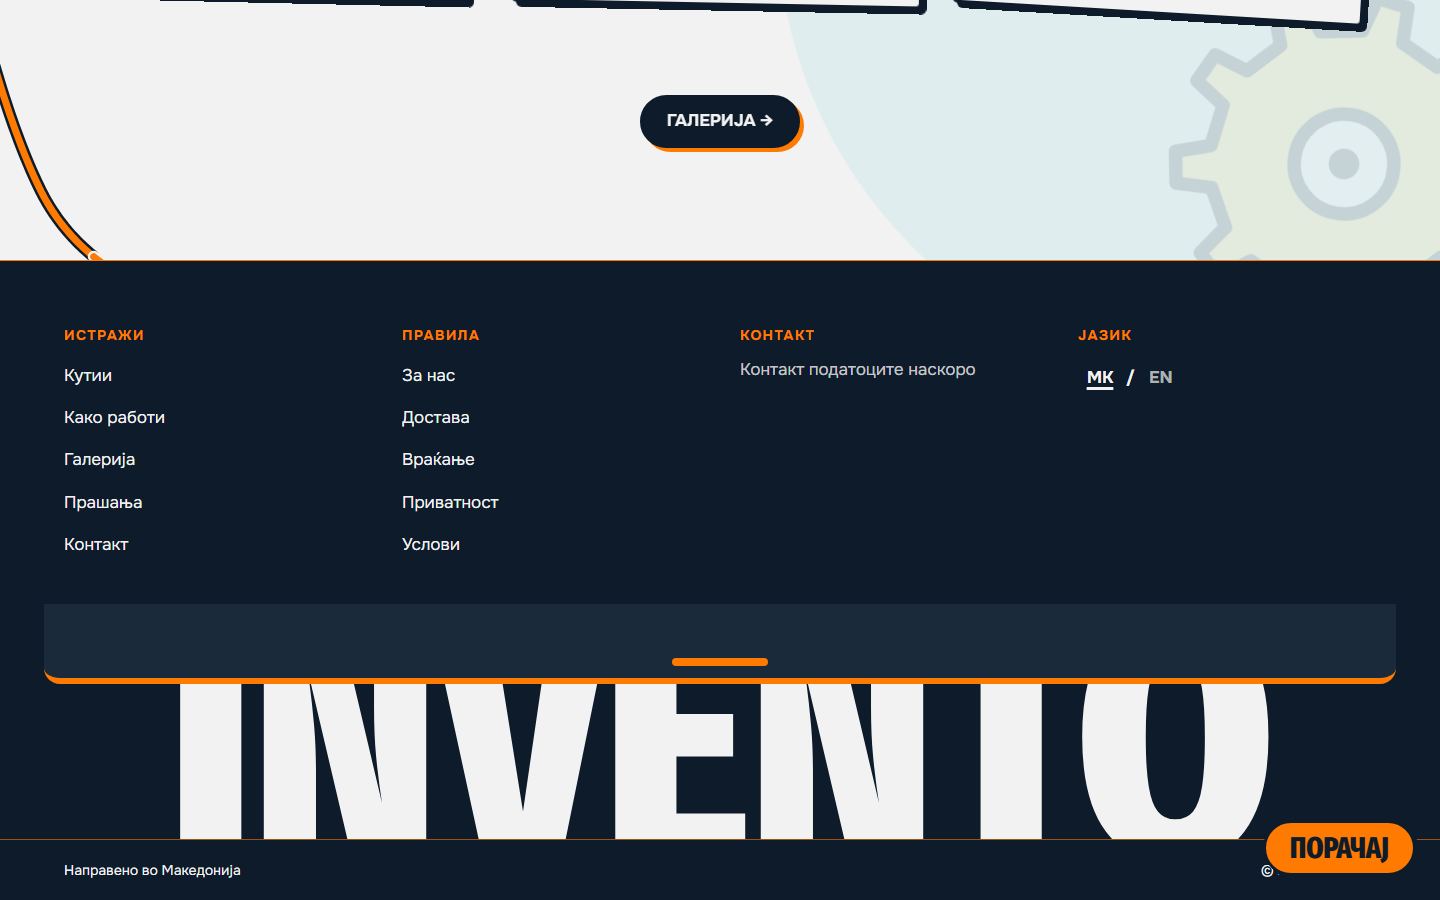 ГАЛЕРИЈА →
ИСТРАЖИ
Кутии
Како работи
Галерија
Прашања
Контакт
ПРАВИЛА
За нас
Достава
Враќање
Приватност
Услови
КОНТАКТ
Контакт податоците наскоро
ЈАЗИК
МК / EN
INVENTO
Направено во Македонија
©
ПОРАЧАЈ